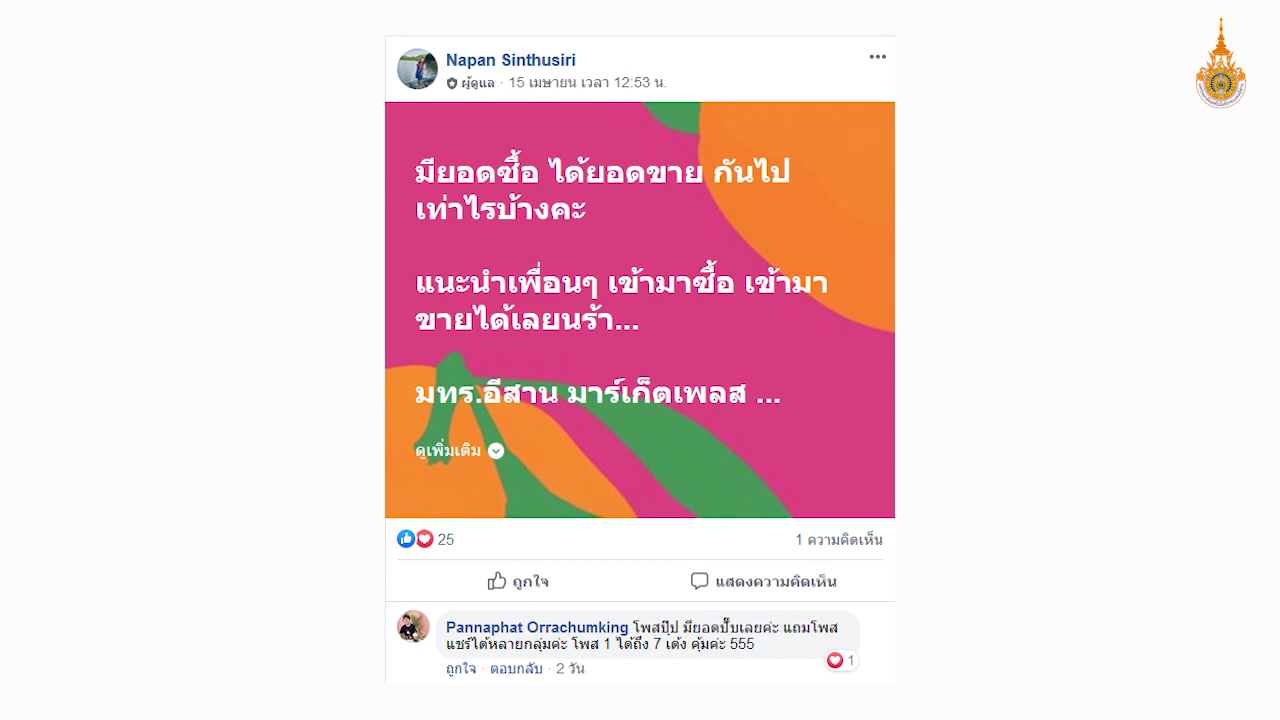 Napan Sinthusiri
ผู้ดูแล · 15 เมษายน เวลา 12:53 น.
มียอดซื้อ ได้ยอดขาย กันไป
เท่าไรบ้างคะ
แนะนำเพื่อนๆ เข้ามาซื้อ เข้ามา
ขายได้เลยนร้า...
มทร.อีสาน มาร์เก็ตเพลส ...
ดูเพิ่มเติม
25
1 ความคิดเห็น
ถูกใจ
แสดงความคิดเห็น
Pannaphat Orrachumking โพสปุ๊ป มียอดปั๊บเลยค่ะ แถมโพส
แชร์ได้หลายกลุ่มค่ะ โพส 1 ได้ถึง 7 เด้ง คุ้มค่ะ 555
1
ถูกใจ · ตอบกลับ · 2 วัน